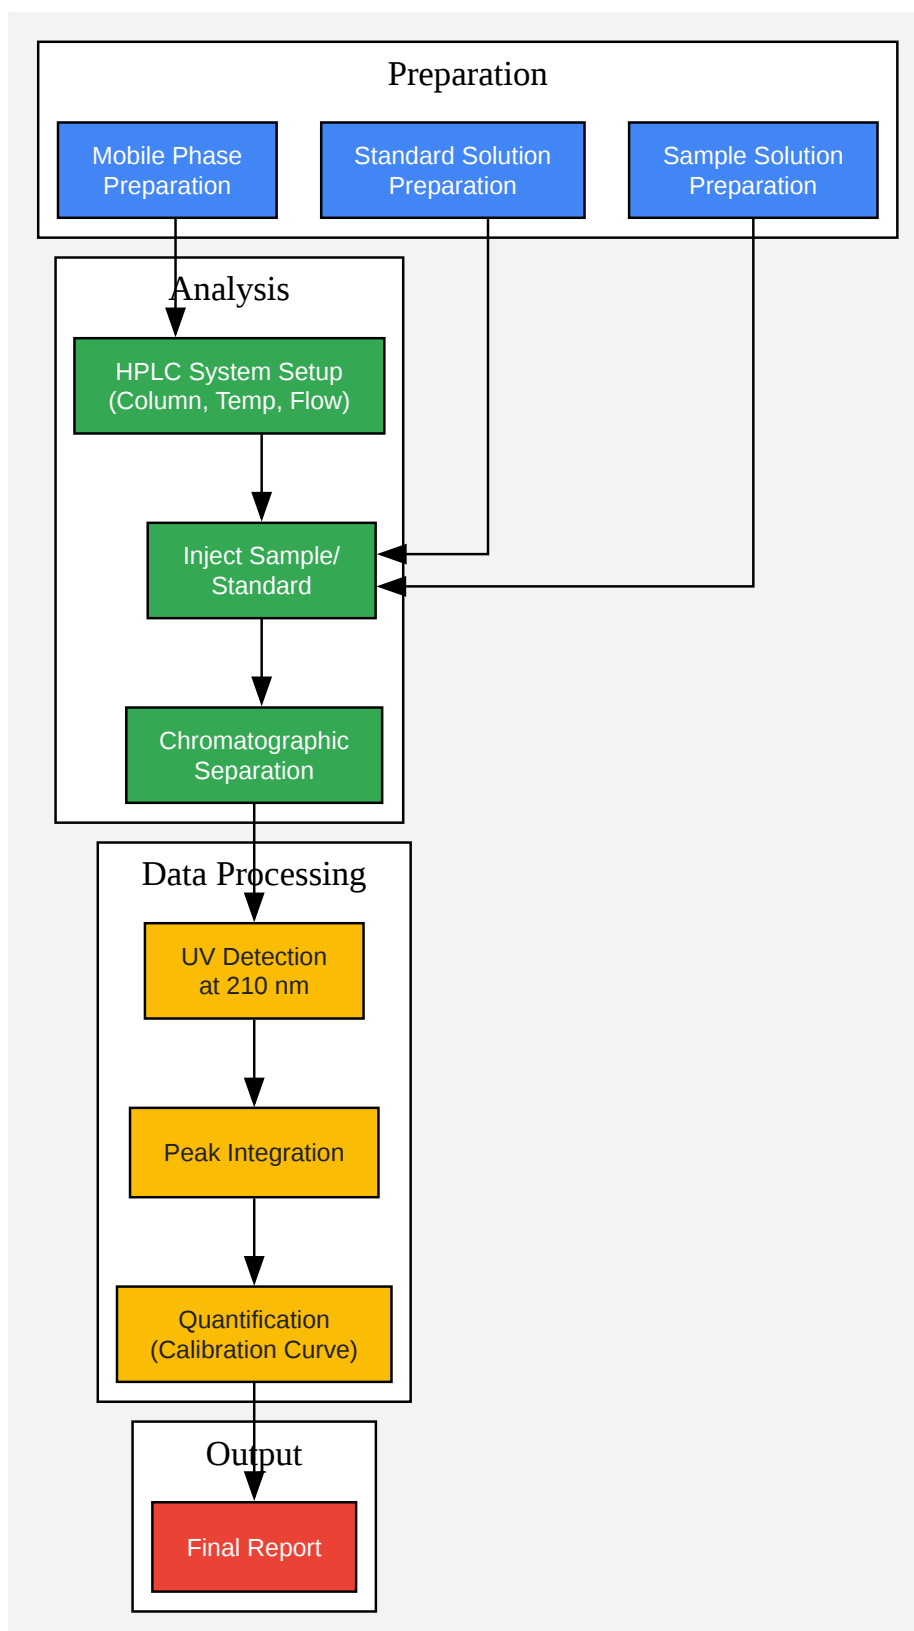 Preparation
Mobile Phase
Preparation
Standard Solution
Preparation
Sample Solution
Preparation
Analysis
HPLC System Setup
(Column, Temp, Flow)
Inject Sample/
Standard
Chromatographic
Separation
Data Processing
UV Detection
at 210 nm
Peak Integration
Quantification
(Calibration Curve)
Output
Final Report